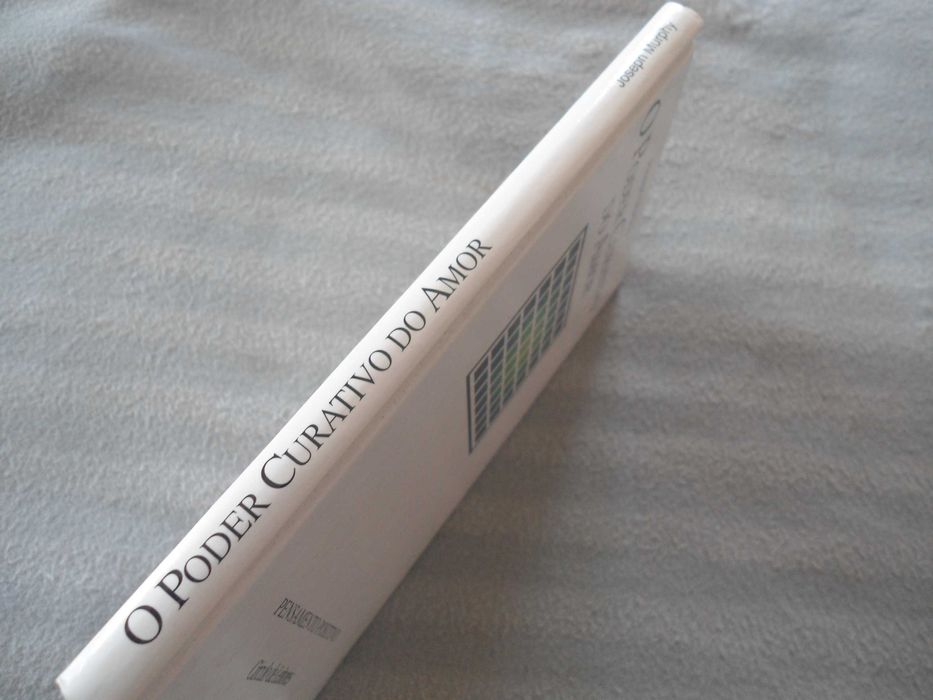 O PODER CURATIVO DO AMOR
Joseph Murphy
PENSAMENTO POSITIVO
Círculo de Leitores